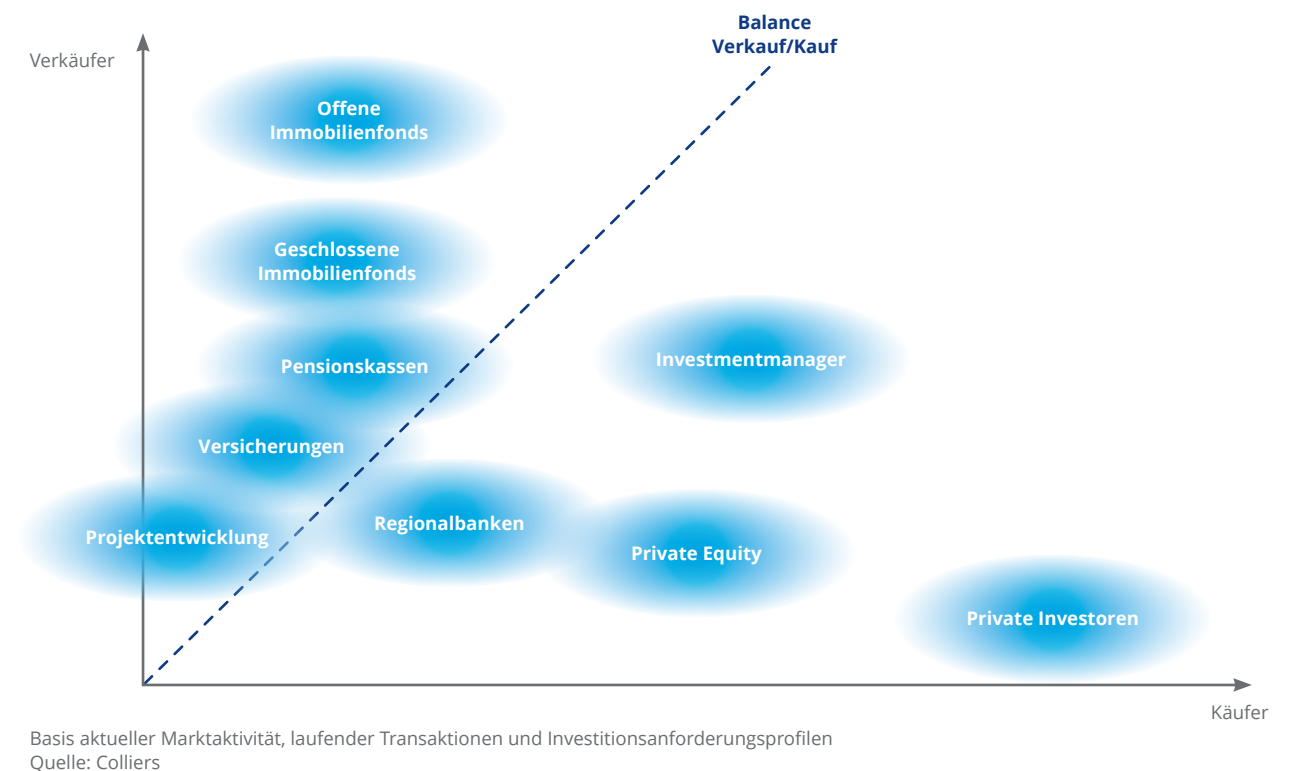 Balance
Verkauf/Kauf
Verkäufer
Offene
Immobilienfonds
Geschlossene
Immobilienfonds
Pensionskassen
Investmentmanager
Versicherungen
Regionalbanken
Projektentwicklung
Private Equity
Private Investoren
Käufer
Basis aktueller Marktaktivität, laufender Transaktionen und Investitionsanforderungsprofilen
Quelle: Colliers